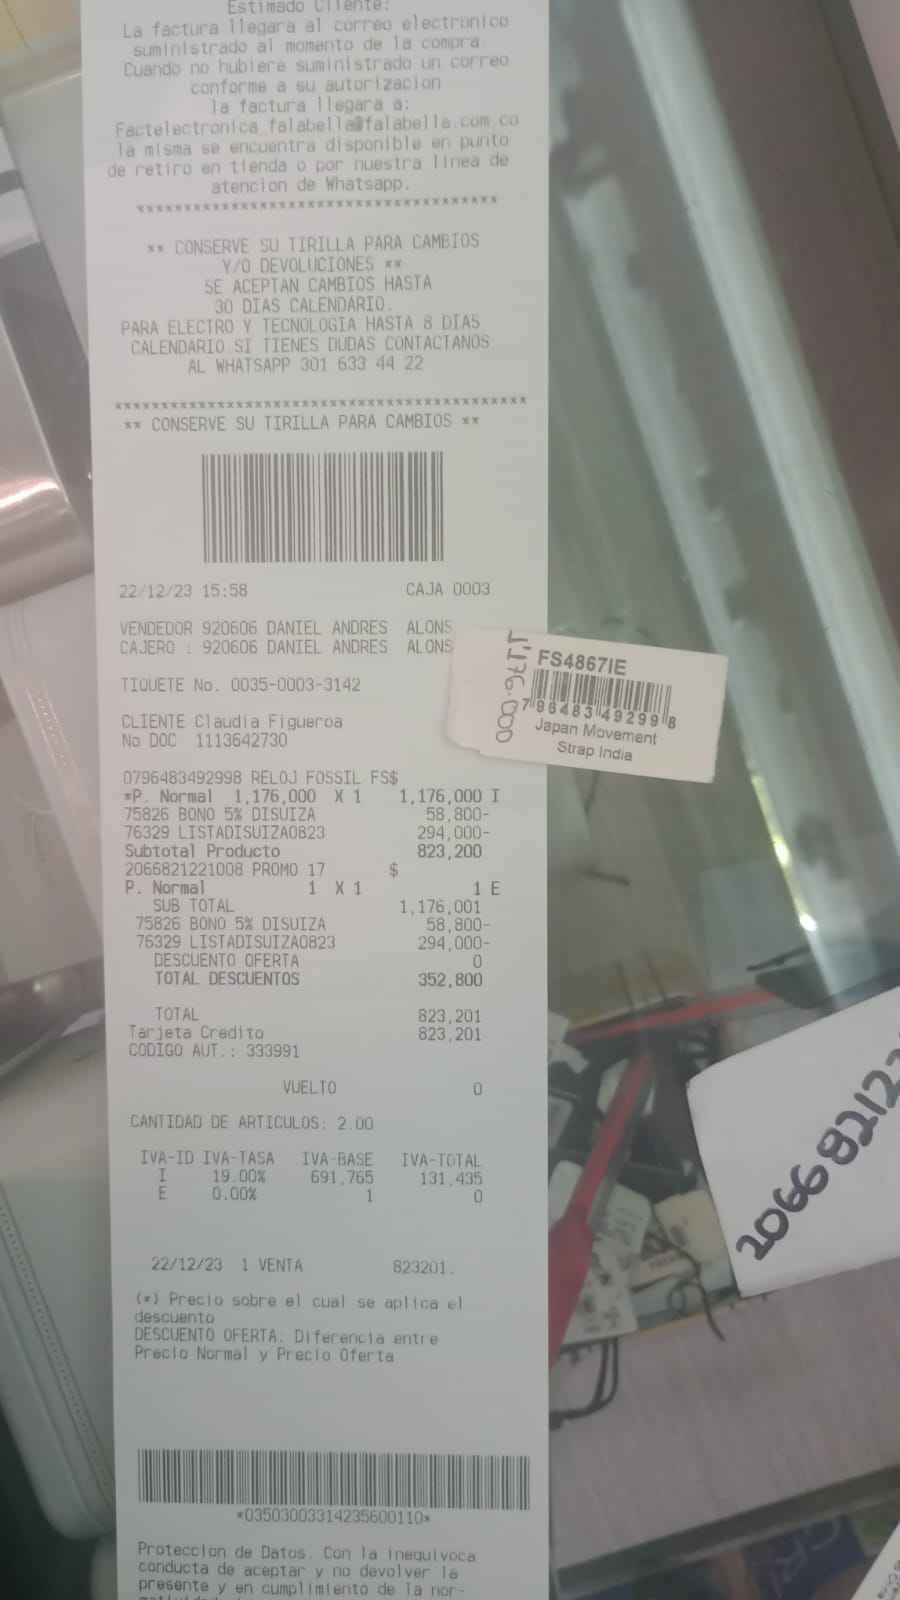 Estimado Cliente:
La factura llegara al correo electronico
suministrado al momento de la compra.
Cuando no hubiere suministrado un correo
conforme a su autorizacion
la factura llegara a:
Factelectronica_falabella@falabella.com.co
la misma se encuentra disponible en punto
de retiro en tienda o por nuestra linea de
atencion de Whatsapp.
***************************************
** CONSERVE SU TIRILLA PARA CAMBIOS
Y/O DEVOLUCIONES **
SE ACEPTAN CAMBIOS HASTA
30 DIAS CALENDARIO.
PARA ELECTRO Y TECNOLOGIA HASTA 8 DIAS
CALENDARIO.SI TIENES DUDAS CONTACTANOS
AL WHATSAPP 301 633 44 22
********************************************
** CONSERVE SU TIRILLA PARA CAMBIOS **
22/12/23 15:58 CAJA 0003
VENDEDOR 920606 DANIEL ANDRES ALONS
CAJERO : 920606 DANIEL ANDRES ALONS
TIQUETE No. 0035-0003-3142
CLIENTE Claudia Figueroa
No DOC 1113642730
0796483492998 RELOJ FOSSIL FS$
*P. Normal 1,176,000 X 1 1,176,000 I
75826 BONO 5% DISUIZA 58,800-
76329 LISTADISUIZA0823 294,000-
Subtotal Producto 823,200
2066821221008 PROMO 17 $
P. Normal 1 X 1 1 E
SUB TOTAL 1,176,001
75826 BONO 5% DISUIZA 58,800-
76329 LISTADISUIZA0823 294,000-
DESCUENTO OFERTA 0
TOTAL DESCUENTOS 352,800
TOTAL 823,201
Tarjeta Credito 823,201
CODIGO AUT.: 333991
VUELTO 0
CANTIDAD DE ARTICULOS: 2.00
IVA-ID IVA-TASA IVA-BASE IVA-TOTAL
I 19.00% 691,765 131,435
E 0.00% 1 0
22/12/23 1 VENTA 823201.
(*) Precio sobre el cual se aplica el
descuento
DESCUENTO OFERTA: Diferencia entre
Precio Normal y Precio Oferta
*03503003314235600110*
Proteccion de Datos. Con la inequivoca
conducta de aceptar y no devolver la
presente y en cumplimiento de la nor-
FS4867IE
7 96483 49299 8
Japan Movement
Strap India
1,176.000
20668212